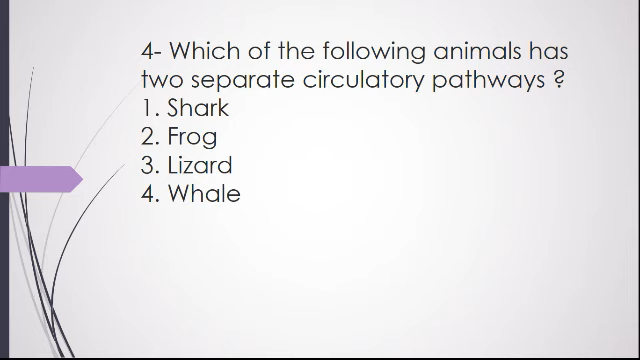 4- Which of the following animals has
two separate circulatory pathways ?
1. Shark
2. Frog
3. Lizard
4. Whale